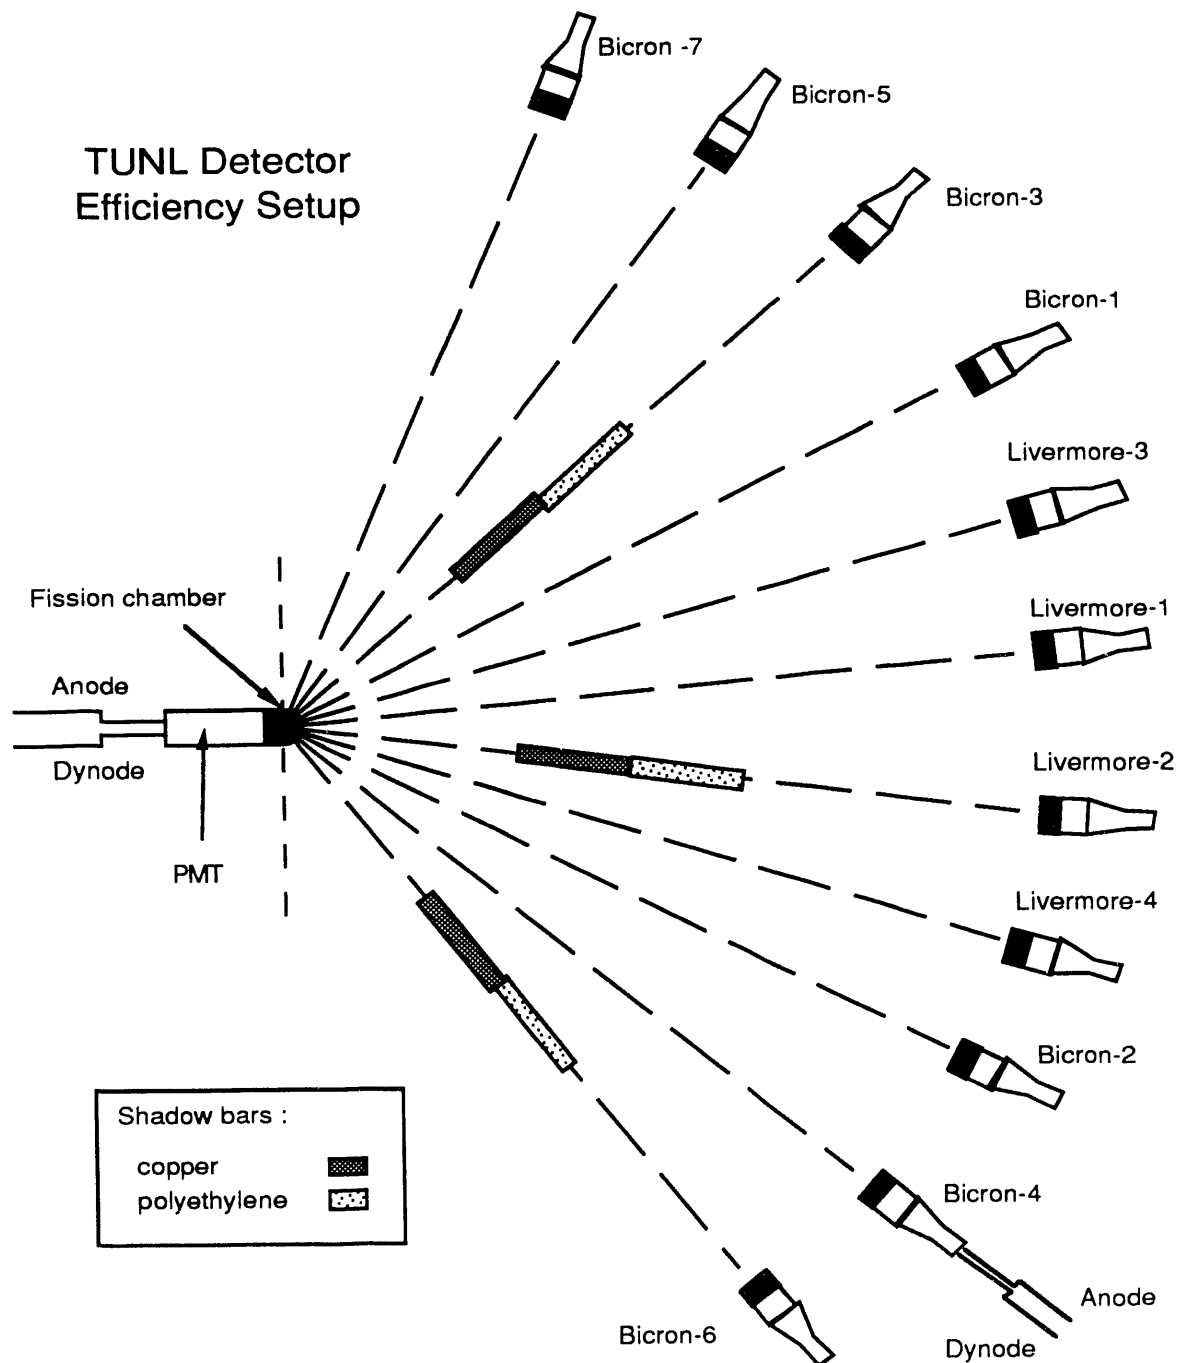 Bicron -7
Bicron-5
TUNL Detector
Efficiency Setup
Bicron-3
Bicron-1
Livermore-3
Fission chamber
Livermore-1
Anode
Dynode
Livermore-2
PMT
Livermore-4
Bicron-2
Shadow bars :
copper
polyethylene
Bicron-4
Anode
Bicron-6
Dynode